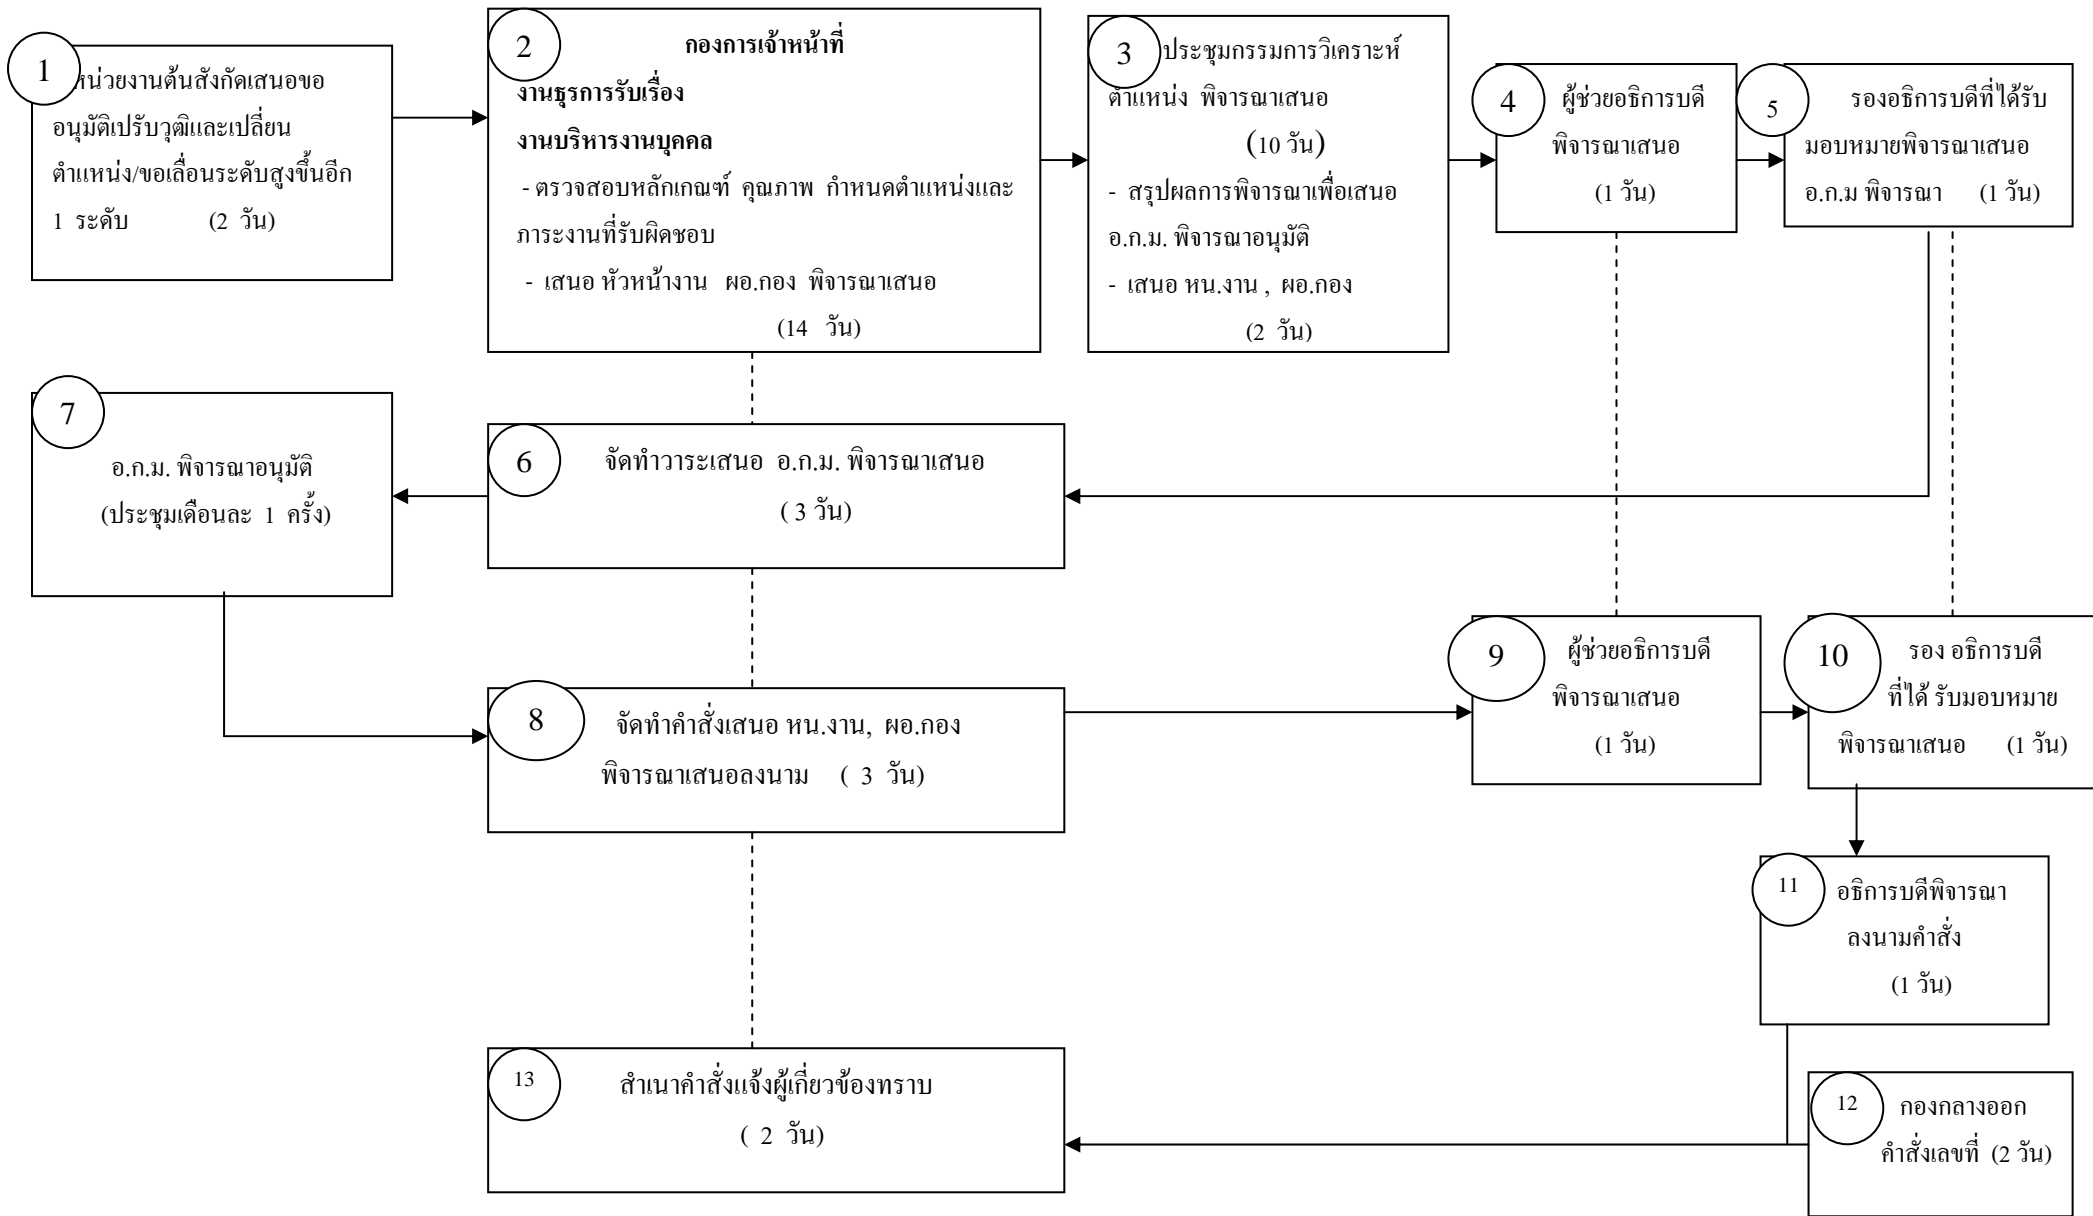 1
หน่วยงานต้นสังกัดเสนอขอ
อนุมัติเปรับวุฒิและเปลี่ยน
ตำแหน่ง/ขอเลื่อนระดับสูงขึ้นอีก
1 ระดับ (2 วัน)
2
กองการเจ้าหน้าที่
งานธุรการรับเรื่อง
งานบริหารงานบุคคล
- ตรวจสอบหลักเกณฑ์ คุณภาพ กำหนดตำแหน่งและ
ภาระงานที่รับผิดชอบ
- เสนอ หัวหน้างาน ผอ.กอง พิจารณาเสนอ
(14 วัน)
3
ประชุมกรรมการวิเคราะห์
ตำแหน่ง พิจารณาเสนอ
(10 วัน)
- สรุปผลการพิจารณาเพื่อเสนอ
อ.ก.ม. พิจารณาอนุมัติ
- เสนอ หน.งาน , ผอ.กอง
(2 วัน)
4
ผู้ช่วยอธิการบดี
พิจารณาเสนอ
(1 วัน)
5
รองอธิการบดีที่ได้รับ
มอบหมายพิจารณาเสนอ
อ.ก.ม พิจารณา (1 วัน)
7
อ.ก.ม. พิจารณาอนุมัติ
(ประชุมเดือนละ 1 ครั้ง)
6
จัดทำวาระเสนอ อ.ก.ม. พิจารณาเสนอ
( 3 วัน)
8
จัดทำคำสั่งเสนอ หน.งาน, ผอ.กอง
พิจารณาเสนอลงนาม ( 3 วัน)
9
ผู้ช่วยอธิการบดี
พิจารณาเสนอ
(1 วัน)
10
รอง อธิการบดี
ที่ได้ รับมอบหมาย
พิจารณาเสนอ (1 วัน)
11
อธิการบดีพิจารณา
ลงนามคำสั่ง
(1 วัน)
13
สำเนาคำสั่งแจ้งผู้เกี่ยวข้องทราบ
( 2 วัน)
12
กองกลางออก
คำสั่งเลขที่ (2 วัน)